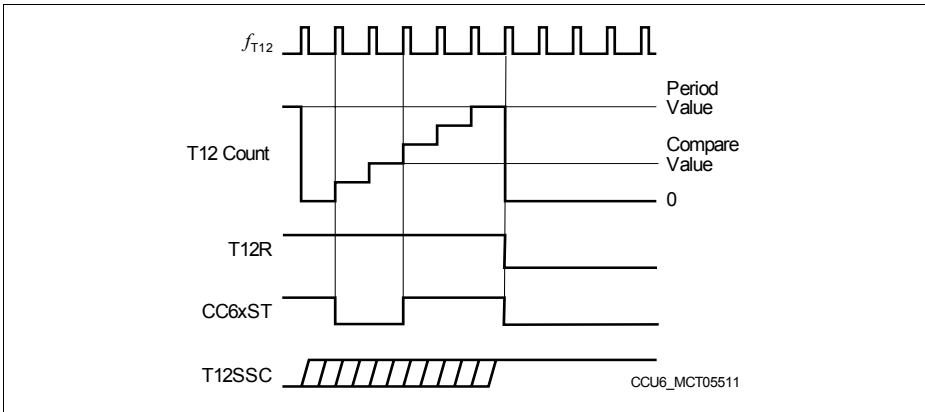 fT12
Period
Value
T12 Count
Compare
Value
0
T12R
CC6xST
T12SSC
CCU6_MCT05511